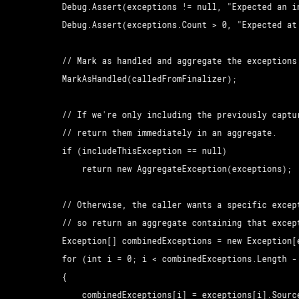 Debug.Assert(exceptions != null, "Expected an in
Debug.Assert(exceptions.Count > 0, "Expected at
// Mark as handled and aggregate the exceptions
MarkAsHandled(calledFromFinalizer);
// If we're only including the previously captur
// return them immediately in an aggregate.
if (includeThisException == null)
return new AggregateException(exceptions);
// Otherwise, the caller wants a specific except
// so return an aggregate containing that except
Exception[] combinedExceptions = new Exception[e
for (int i = 0; i < combinedExceptions.Length -
{
combinedExceptions[i] = exceptions[i].Source